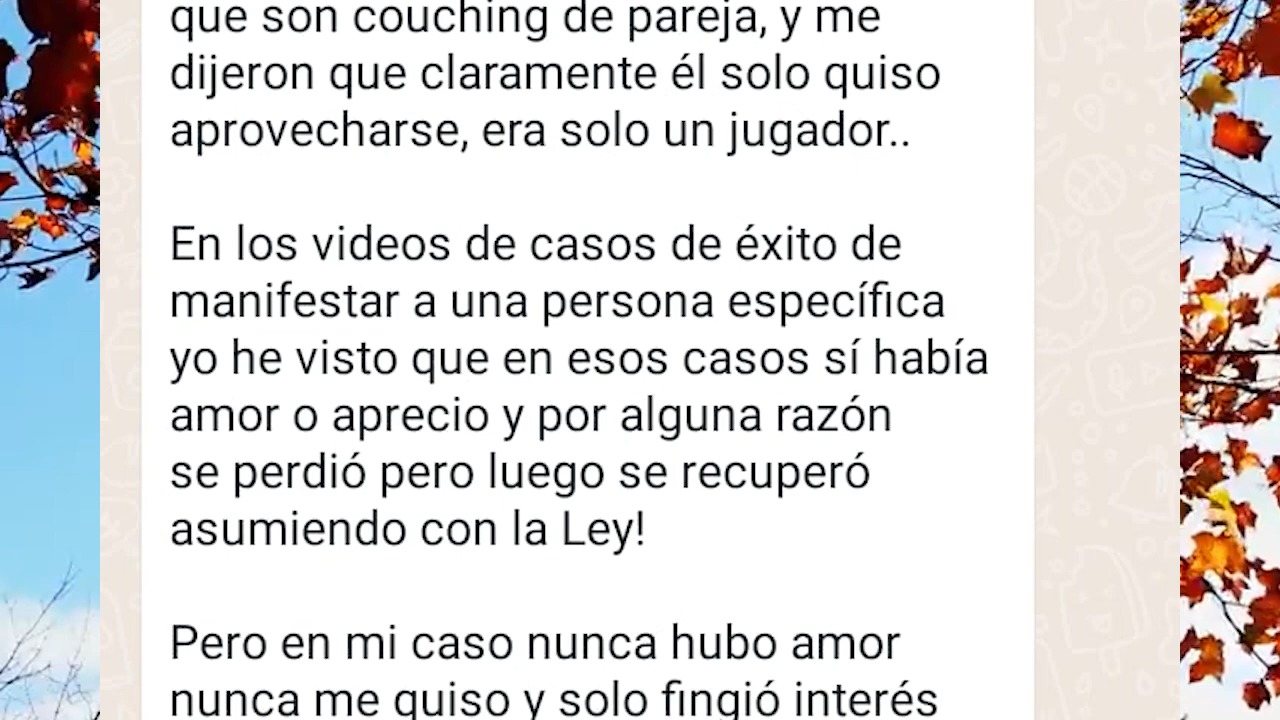 que son couching de pareja, y me
dijeron que claramente él solo quiso
aprovecharse, era solo un jugador..
En los videos de casos de éxito de
manifestar a una persona específica
yo he visto que en esos casos sí había
amor o aprecio y por alguna razón
se perdió pero luego se recuperó
asumiendo con la Ley!
Pero en mi caso nunca hubo amor
nunca me quiso y solo fingió interés